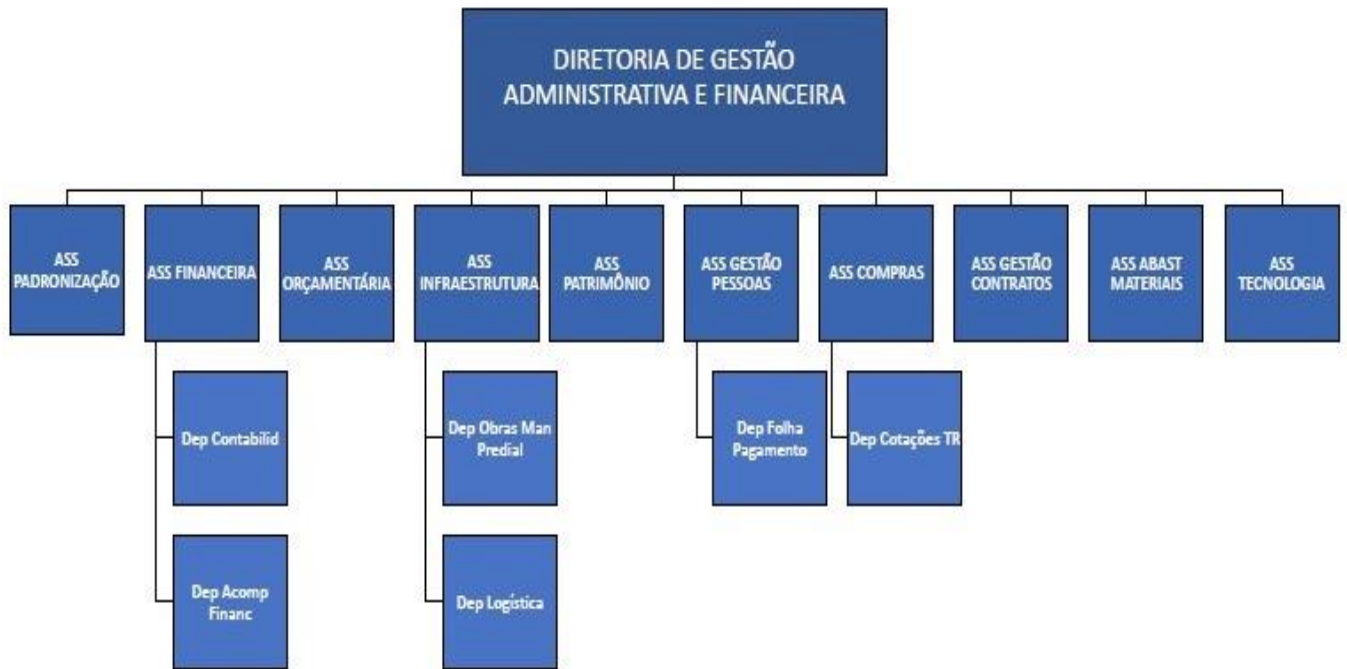 DIRETORIA DE GESTÃO
ADMINISTRATIVA E FINANCEIRA
ASS
PADRONIZAÇÃO
ASS FINANCEIRA
ASS
ORÇAMENTÁRIA
ASS
INFRAESTRUTURA
ASS
PATRIMÔNIO
ASS GESTÃO
PESSOAS
ASS COMPRAS
ASS GESTÃO
CONTRATOS
ASS ABAST
MATERIAIS
ASS
TECNOLOGIA
Dep Contabilid
Dep Obras Man
Predial
Dep Folha
Pagamento
Dep Cotações TR
Dep Acomp
Financ
Dep Logística